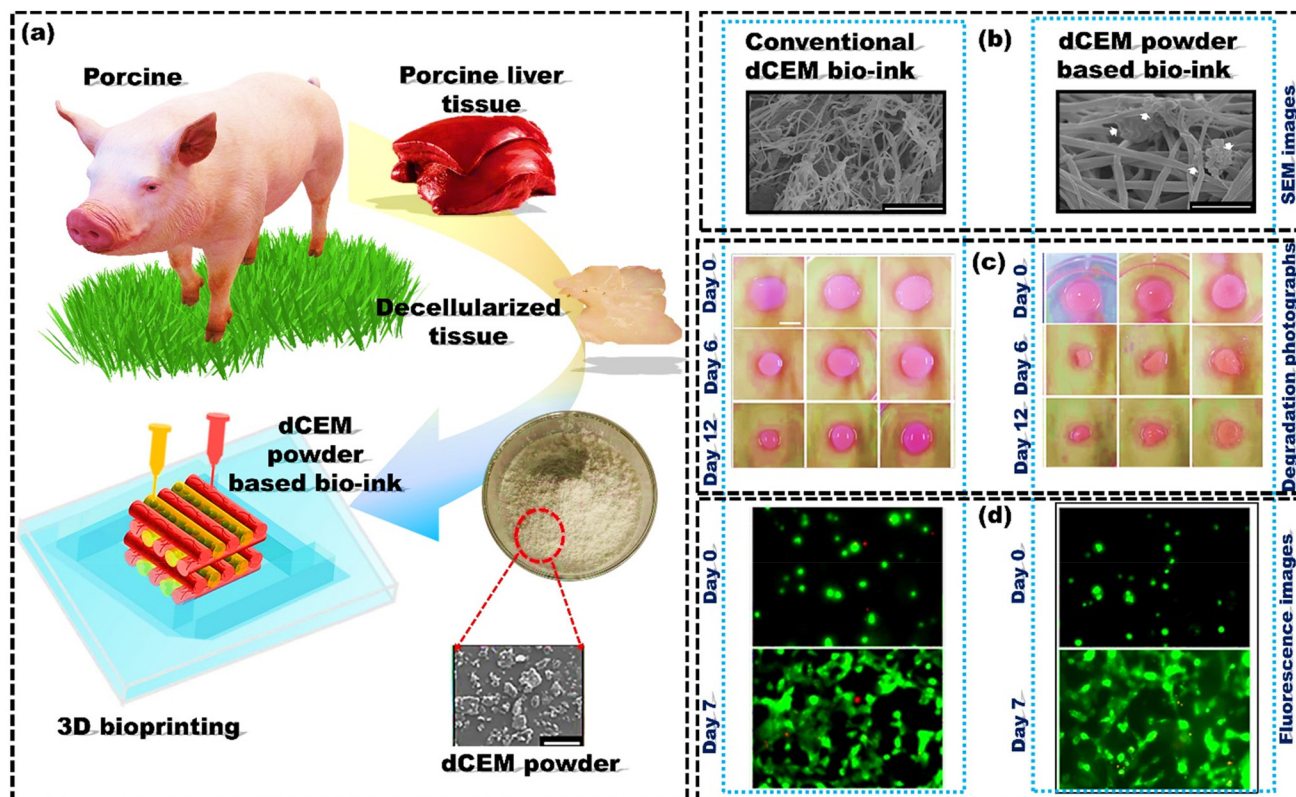 (a)
Porcine
Porcine liver
tissue
Decellularized
tissue
dCEM
powder
based bio-ink
3D bioprinting
dCEM powder
(b)
Conventional
dCEM bio-ink
dCEM powder
based bio-ink
SEM images
(c)
Day 0
Day 6
Day 12
Day 0
Day 6
Day 12
Degradation photographs
(d)
Day 0
Day 7
Day 0
Day 7
Fluorescence images